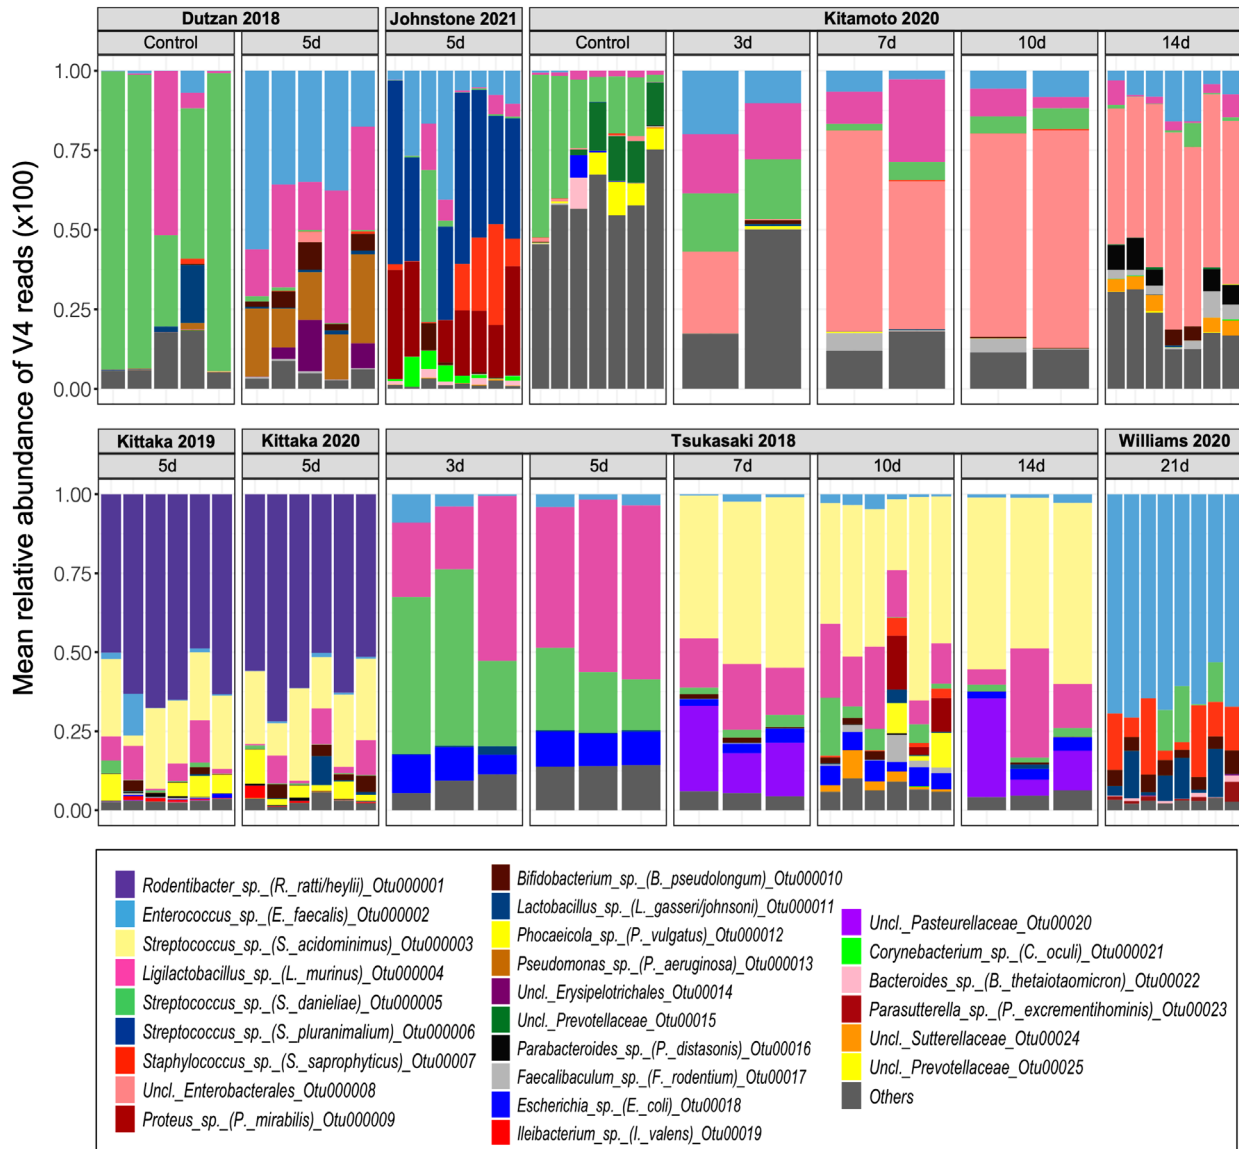 Dutzan 2018 Johnstone 2021 Kitamoto 2020
Control 5d 5d Control 3d 7d 10d 14d
1.00
0.75
0.50
0.25
0.00
Mean relative abundance of V4 reads (x100)
Kittaka 2019 Kittaka 2020 Tsukasaki 2018 Williams 2020
5d 5d 3d 5d 7d 10d 14d 21d
1.00
0.75
0.50
0.25
0.00
Rodentibacter_sp._(R._ratti/heylii)_Otu000001
Enterococcus_sp._(E._faecalis)_Otu000002
Streptococcus_sp._(S._acidominimus)_Otu000003
Ligilactobacillus_sp._(L._murinus)_Otu000004
Streptococcus_sp._(S._danieliae)_Otu000005
Streptococcus_sp._(S._pluranimalium)_Otu000006
Staphylococcus_sp._(S._saprophyticus)_Otu00007
Uncl._Enterobacterales_Otu000008
Proteus_sp._(P._mirabilis)_Otu000009
Bifidobacterium_sp._(B._pseudolongum)_Otu000010
Lactobacillus_sp._(L._gasseri/johnsoni)_Otu000011
Phocaeicola_sp._(P._vulgatus)_Otu000012
Pseudomonas_sp._(P._aeruginosa)_Otu000013
Uncl._Erysipelotrichales_Otu00014
Uncl._Prevotellaceae_Otu00015
Parabacteroides_sp._(P._distasonis)_Otu00016
Faecalibaculum_sp._(F._rodentium)_Otu00017
Escherichia_sp._(E._coli)_Otu00018
Ileibacterium_sp._(I._valens)_Otu00019
Uncl._Pasteurellaceae_Otu00020
Corynebacterium_sp._(C._oculi)_Otu000021
Bacteroides_sp._(B._thetaiotaomicron)_Otu00022
Parasutterella_sp._(P._excrementihominis)_Otu00023
Uncl._Sutterellaceae_Otu00024
Uncl._Prevotellaceae_Otu00025
Others